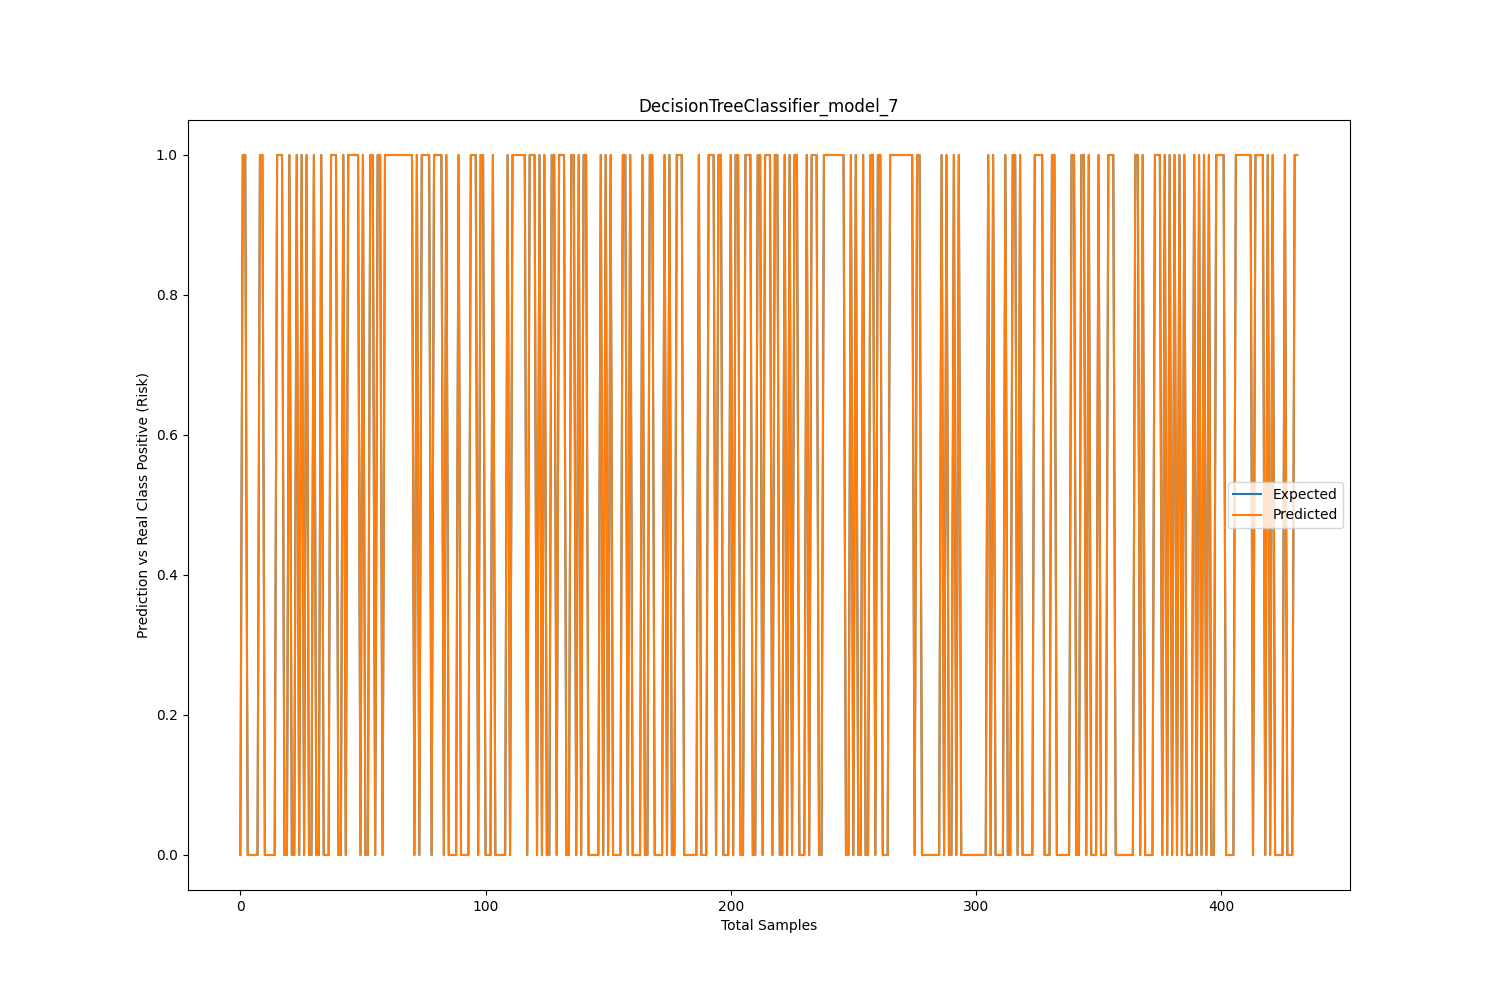 DecisionTreeClassifier_model_7
1.0
0.8
0.6
0.4
0.2
0.0
Prediction vs Real Class Positive (Risk)
Expected
Predicted
0 100 200 300 400
Total Samples